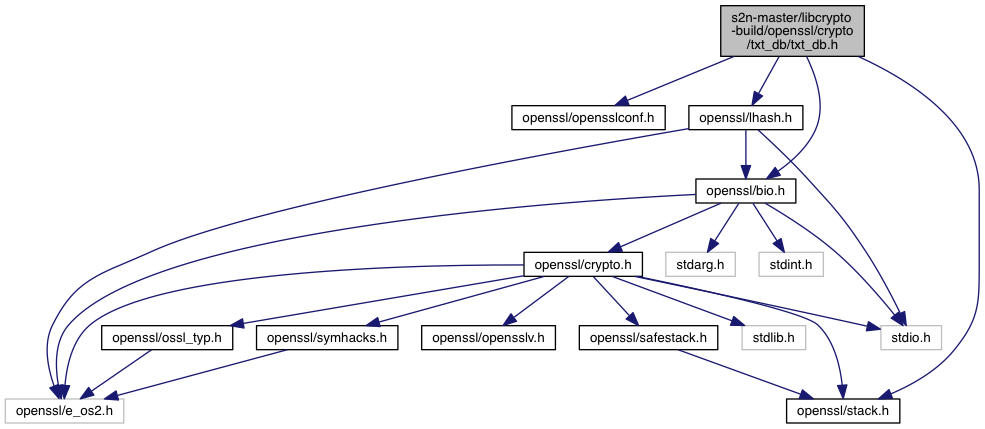 s2n-master/libcrypto
-build/openssl/crypto
/txt_db/txt_db.h
openssl/opensslconf.h
openssl/lhash.h
openssl/bio.h
openssl/crypto.h
stdarg.h
stdint.h
openssl/ossl_typ.h
openssl/symhacks.h
openssl/opensslv.h
openssl/safestack.h
stdlib.h
stdio.h
openssl/e_os2.h
openssl/stack.h